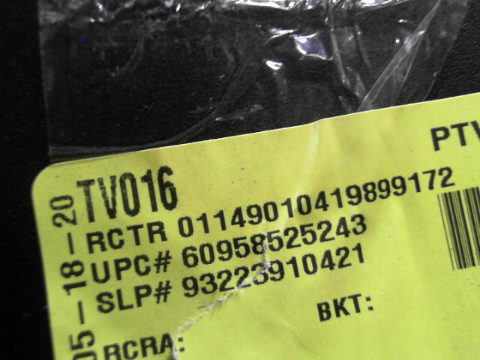 PTV
TV016
RCTR 01149010419899172
UPC# 60958525243
SLP# 93223910421
BKT:
RCRA:
05-18-20